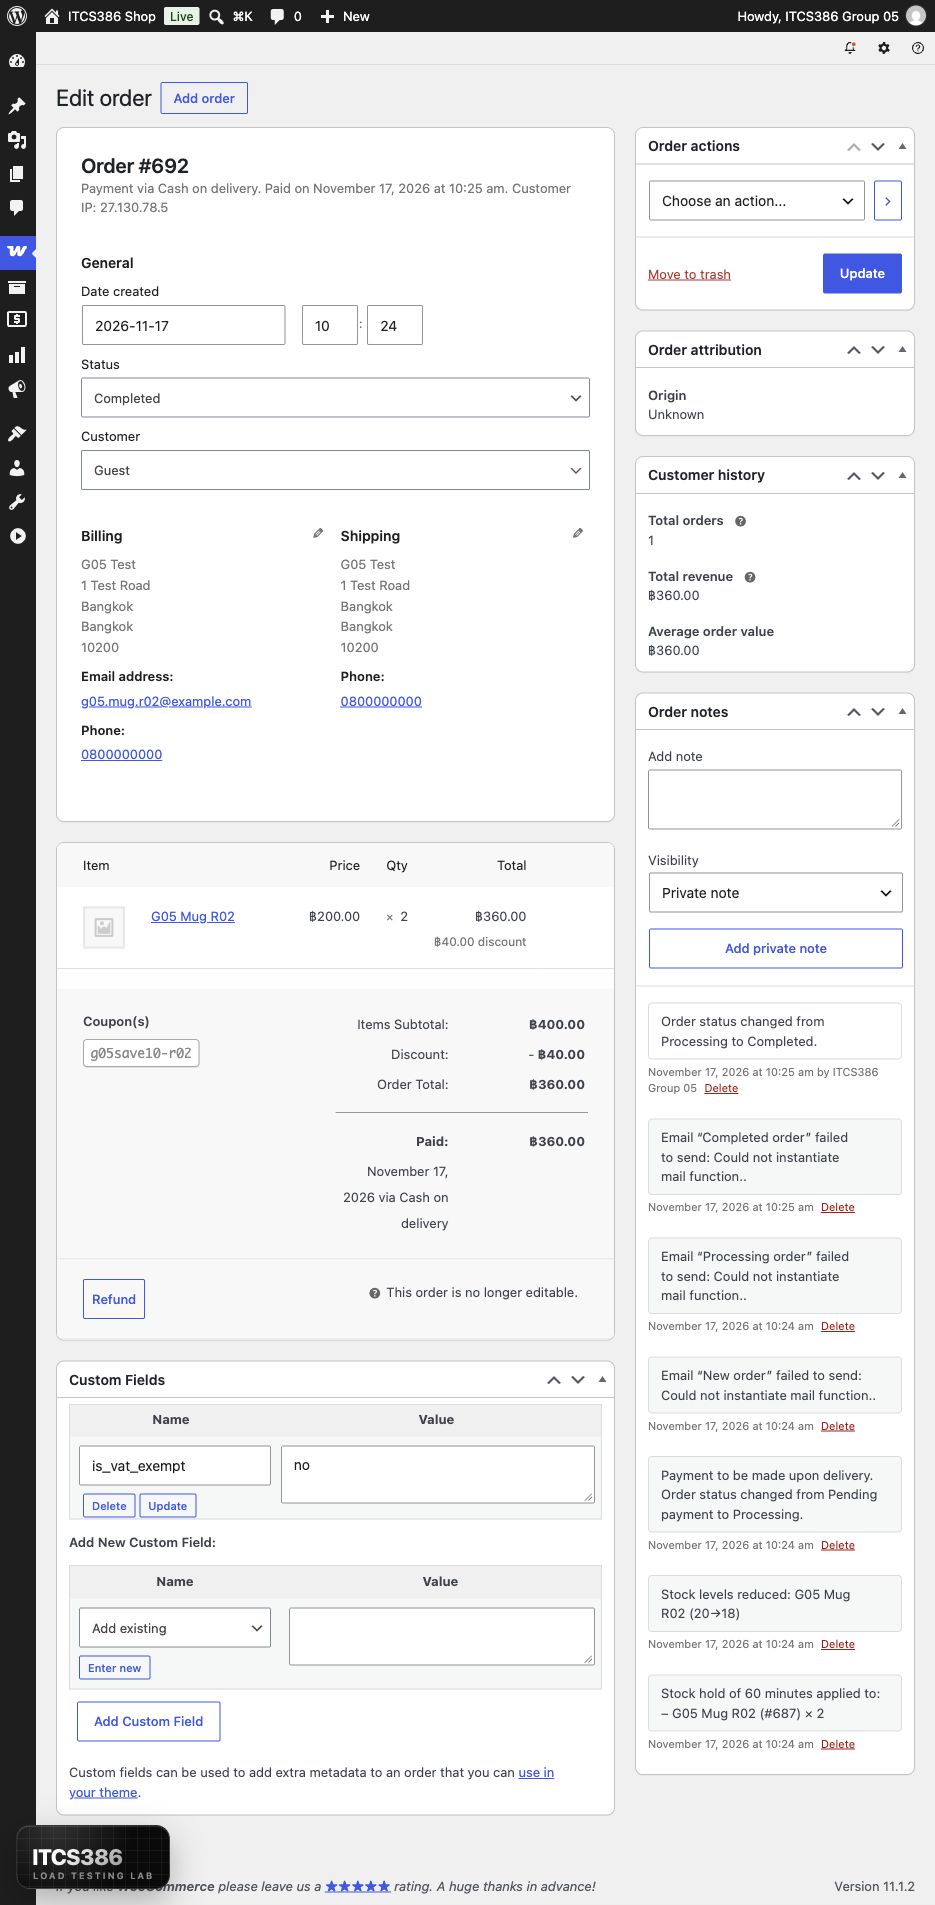 ITCS386 Shop Live ⌘K 0 New Howdy, ITCS386 Group 05
Edit order Add order
Order #692
Payment via Cash on delivery. Paid on November 17, 2026 at 10:25 am. Customer
IP: 27.130.78.5
General
Date created
2026-11-17 10 : 24
Status
Completed
Customer
Guest
Billing
G05 Test
1 Test Road
Bangkok
Bangkok
10200
Email address:
g05.mug.r02@example.com
Phone:
0800000000
Shipping
G05 Test
1 Test Road
Bangkok
Bangkok
10200
Phone:
0800000000
Item Price Qty Total
G05 Mug R02 ฿200.00 × 2 ฿360.00
฿40.00 discount
Coupon(s)
g05save10-r02
Items Subtotal: ฿400.00
Discount: - ฿40.00
Order Total: ฿360.00
Paid: ฿360.00
November 17,
2026 via Cash on
delivery
Refund
This order is no longer editable.
Custom Fields
Name Value
is_vat_exempt no
Delete Update
Add New Custom Field:
Name Value
Add existing
Enter new
Add Custom Field
Custom fields can be used to add extra metadata to an order that you can use in
your theme.
Order actions
Choose an action...
Move to trash Update
Order attribution
Origin
Unknown
Customer history
Total orders
1
Total revenue
฿360.00
Average order value
฿360.00
Order notes
Add note
Visibility
Private note
Add private note
Order status changed from
Processing to Completed.
November 17, 2026 at 10:25 am by ITCS386
Group 05 Delete
Email “Completed order” failed
to send: Could not instantiate
mail function..
November 17, 2026 at 10:25 am Delete
Email “Processing order” failed
to send: Could not instantiate
mail function..
November 17, 2026 at 10:24 am Delete
Email “New order” failed to send:
Could not instantiate mail function..
November 17, 2026 at 10:24 am Delete
Payment to be made upon delivery.
Order status changed from Pending
payment to Processing.
November 17, 2026 at 10:24 am Delete
Stock levels reduced: G05 Mug
R02 (20→18)
November 17, 2026 at 10:24 am Delete
Stock hold of 60 minutes applied to:
– G05 Mug R02 (#687) × 2
November 17, 2026 at 10:24 am Delete
ITCS386
LOAD TESTING LAB
please leave us a ★★★★★ rating. A huge thanks in advance!
Version 11.1.2